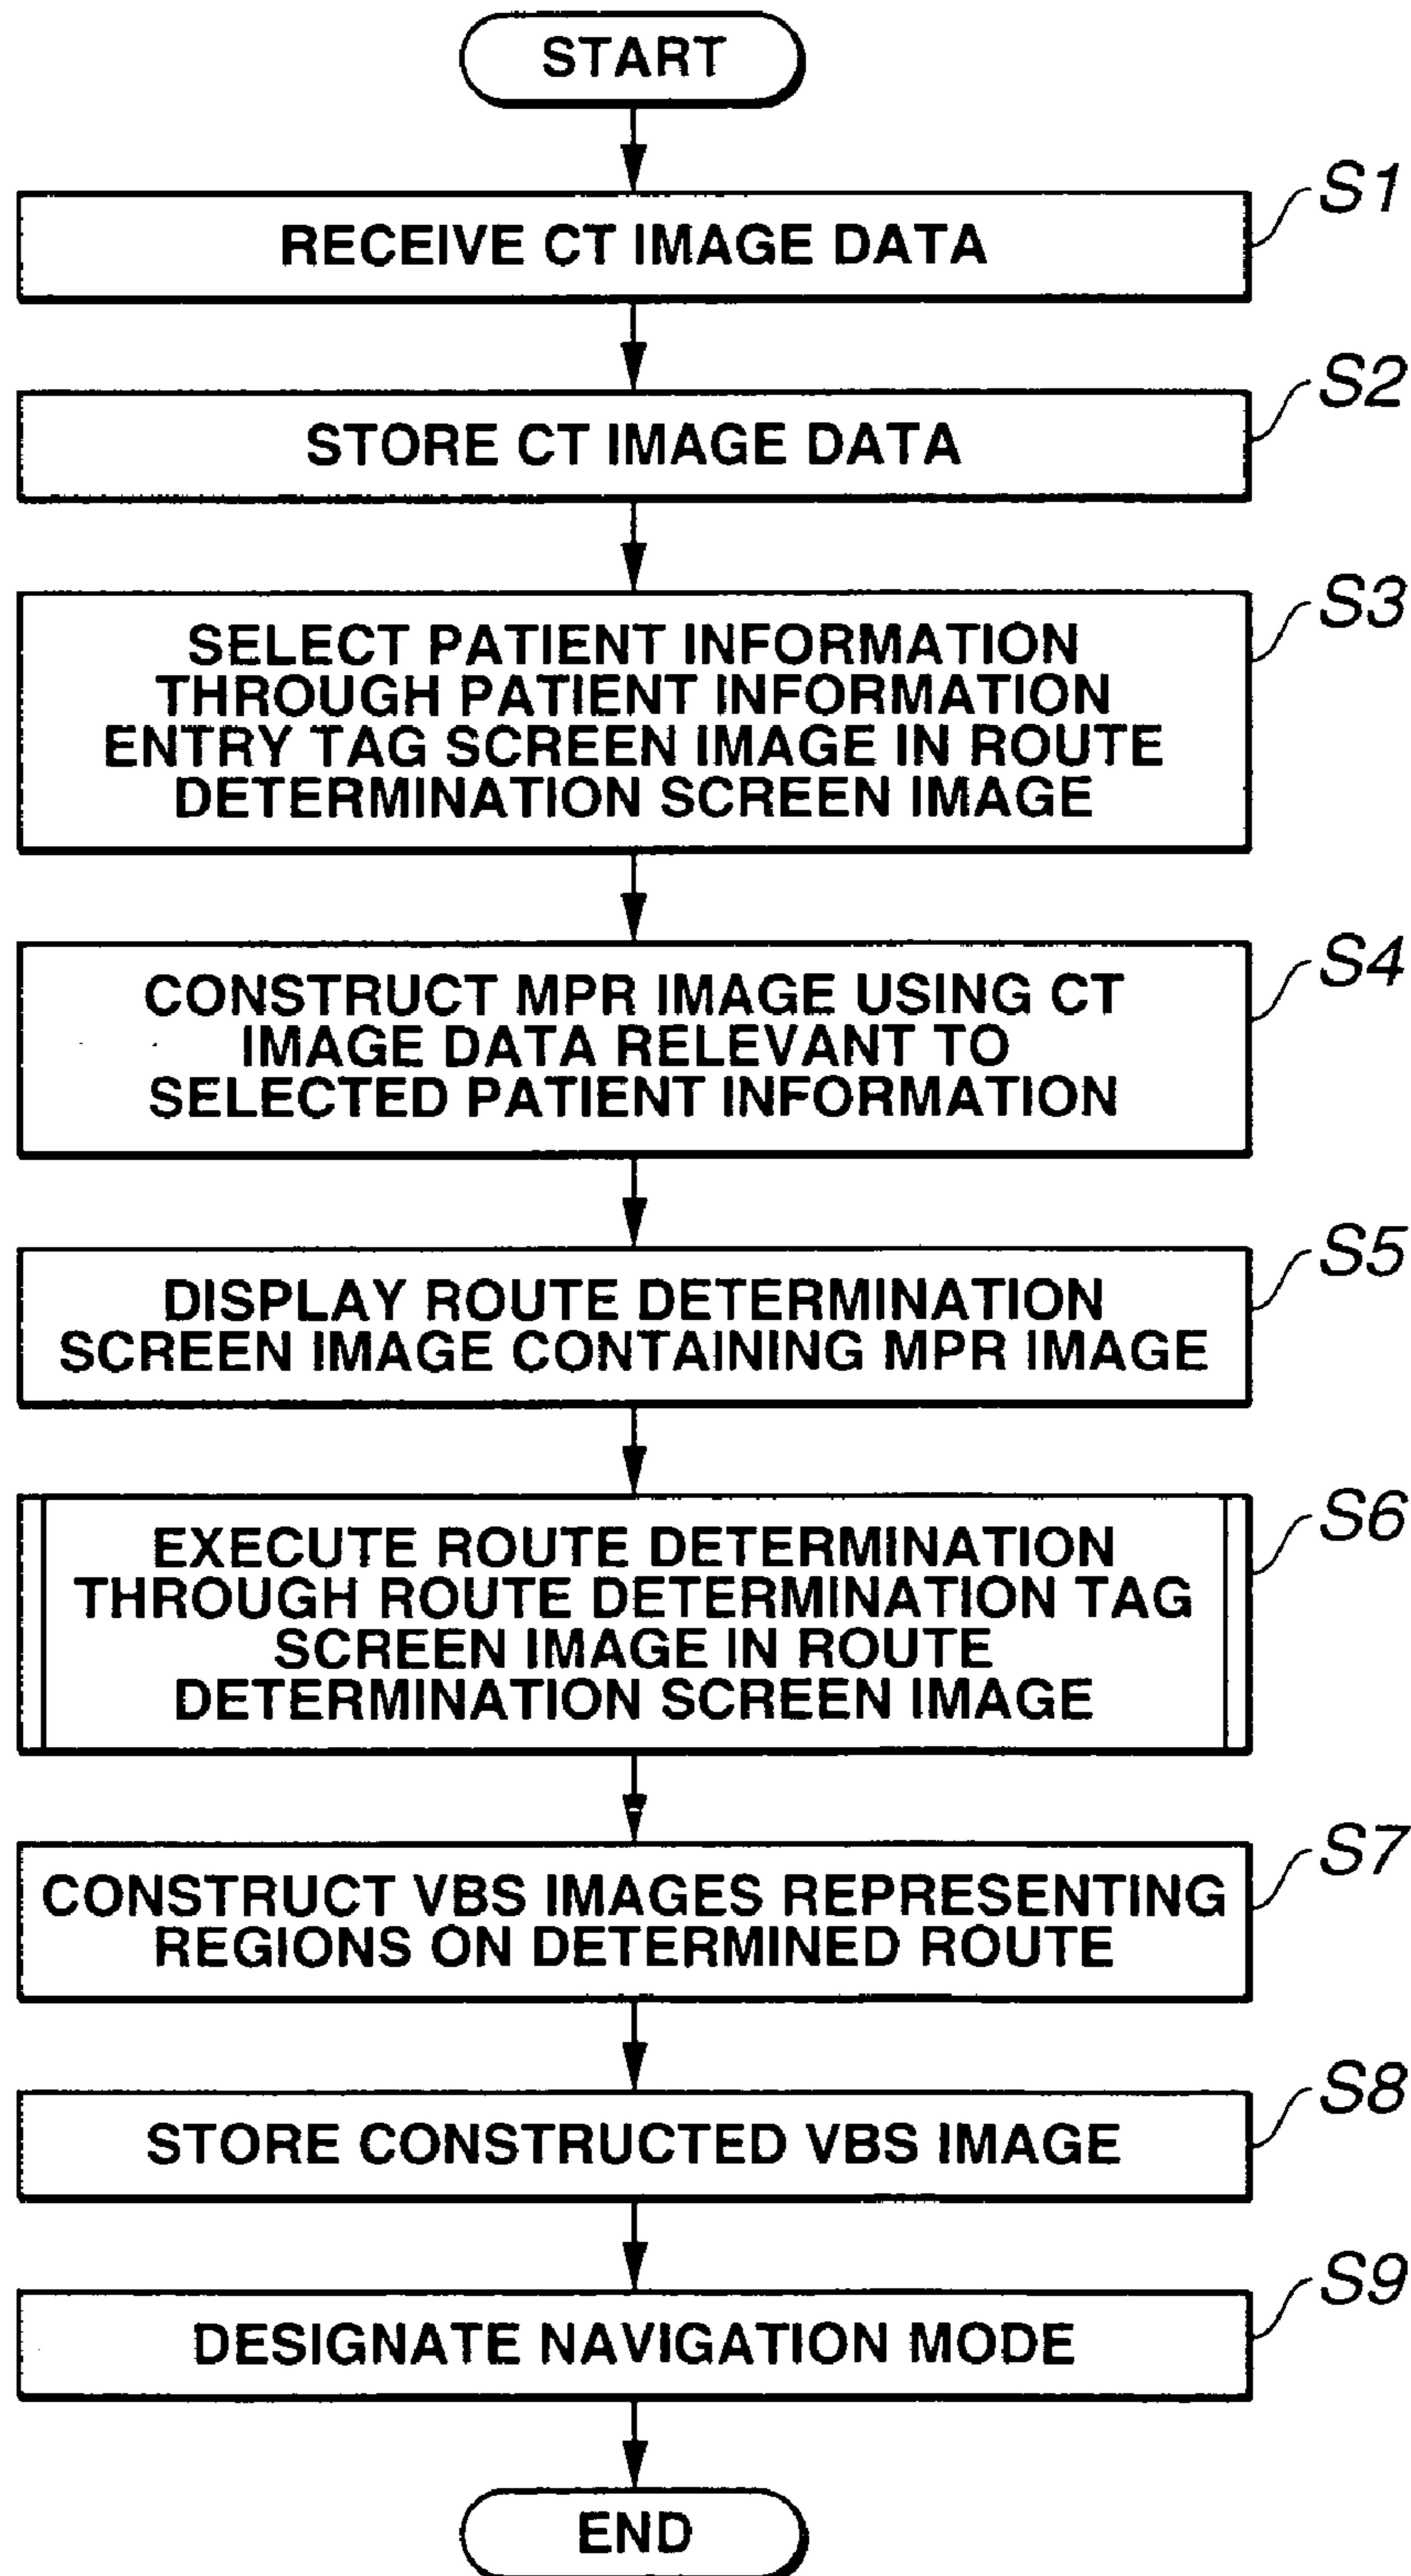 START
S1
RECEIVE CT IMAGE DATA
S2
STORE CT IMAGE DATA
S3
SELECT PATIENT INFORMATION
THROUGH PATIENT INFORMATION
ENTRY TAG SCREEN IMAGE IN ROUTE
DETERMINATION SCREEN IMAGE
S4
CONSTRUCT MPR IMAGE USING CT
IMAGE DATA RELEVANT TO
SELECTED PATIENT INFORMATION
S5
DISPLAY ROUTE DETERMINATION
SCREEN IMAGE CONTAINING MPR IMAGE
S6
EXECUTE ROUTE DETERMINATION
THROUGH ROUTE DETERMINATION TAG
SCREEN IMAGE IN ROUTE
DETERMINATION SCREEN IMAGE
S7
CONSTRUCT VBS IMAGES REPRESENTING
REGIONS ON DETERMINED ROUTE
S8
STORE CONSTRUCTED VBS IMAGE
S9
DESIGNATE NAVIGATION MODE
END